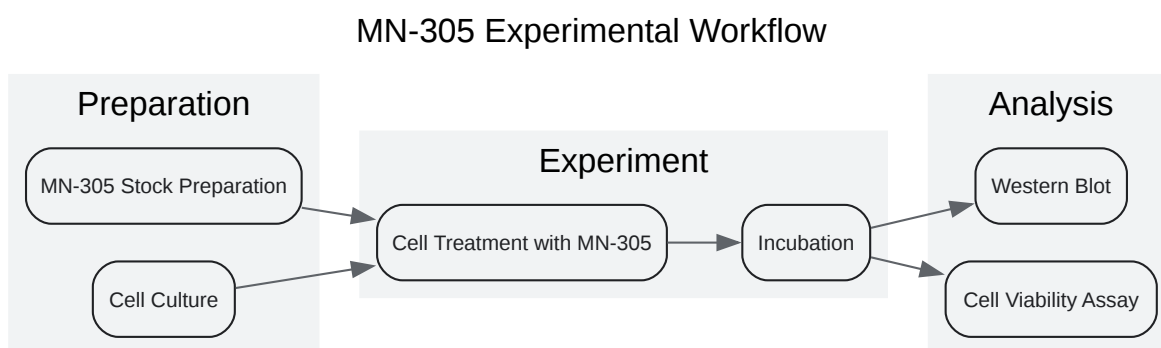 MN-305 Experimental Workflow
Preparation
MN-305 Stock Preparation
Cell Culture
Experiment
Cell Treatment with MN-305
Incubation
Analysis
Western Blot
Cell Viability Assay